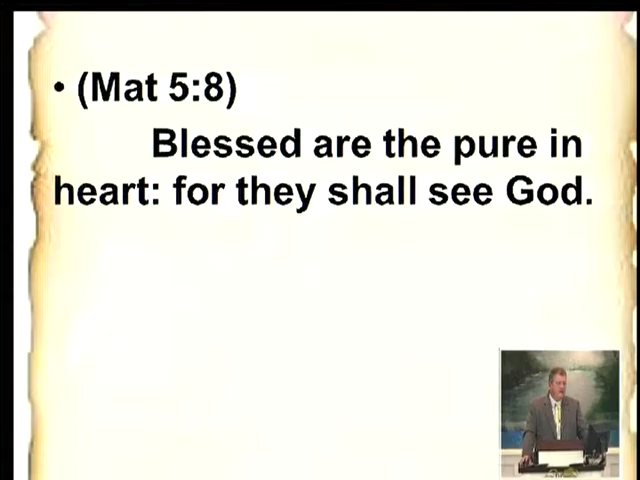 • (Mat 5:8)
Blessed are the pure in
heart: for they shall see God.